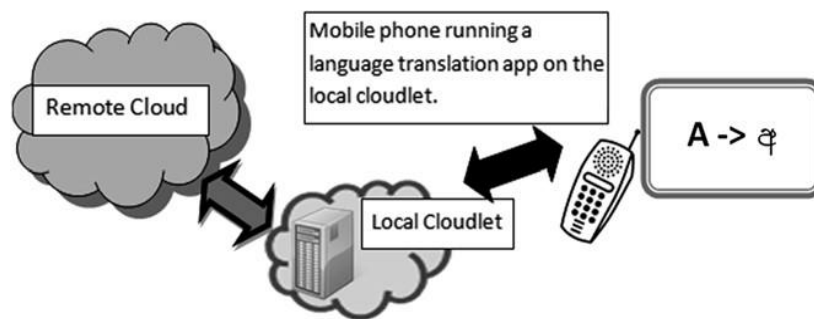 Remote Cloud
Mobile phone running a
language translation app on the
local cloudlet.
A -> අ
Local Cloudlet